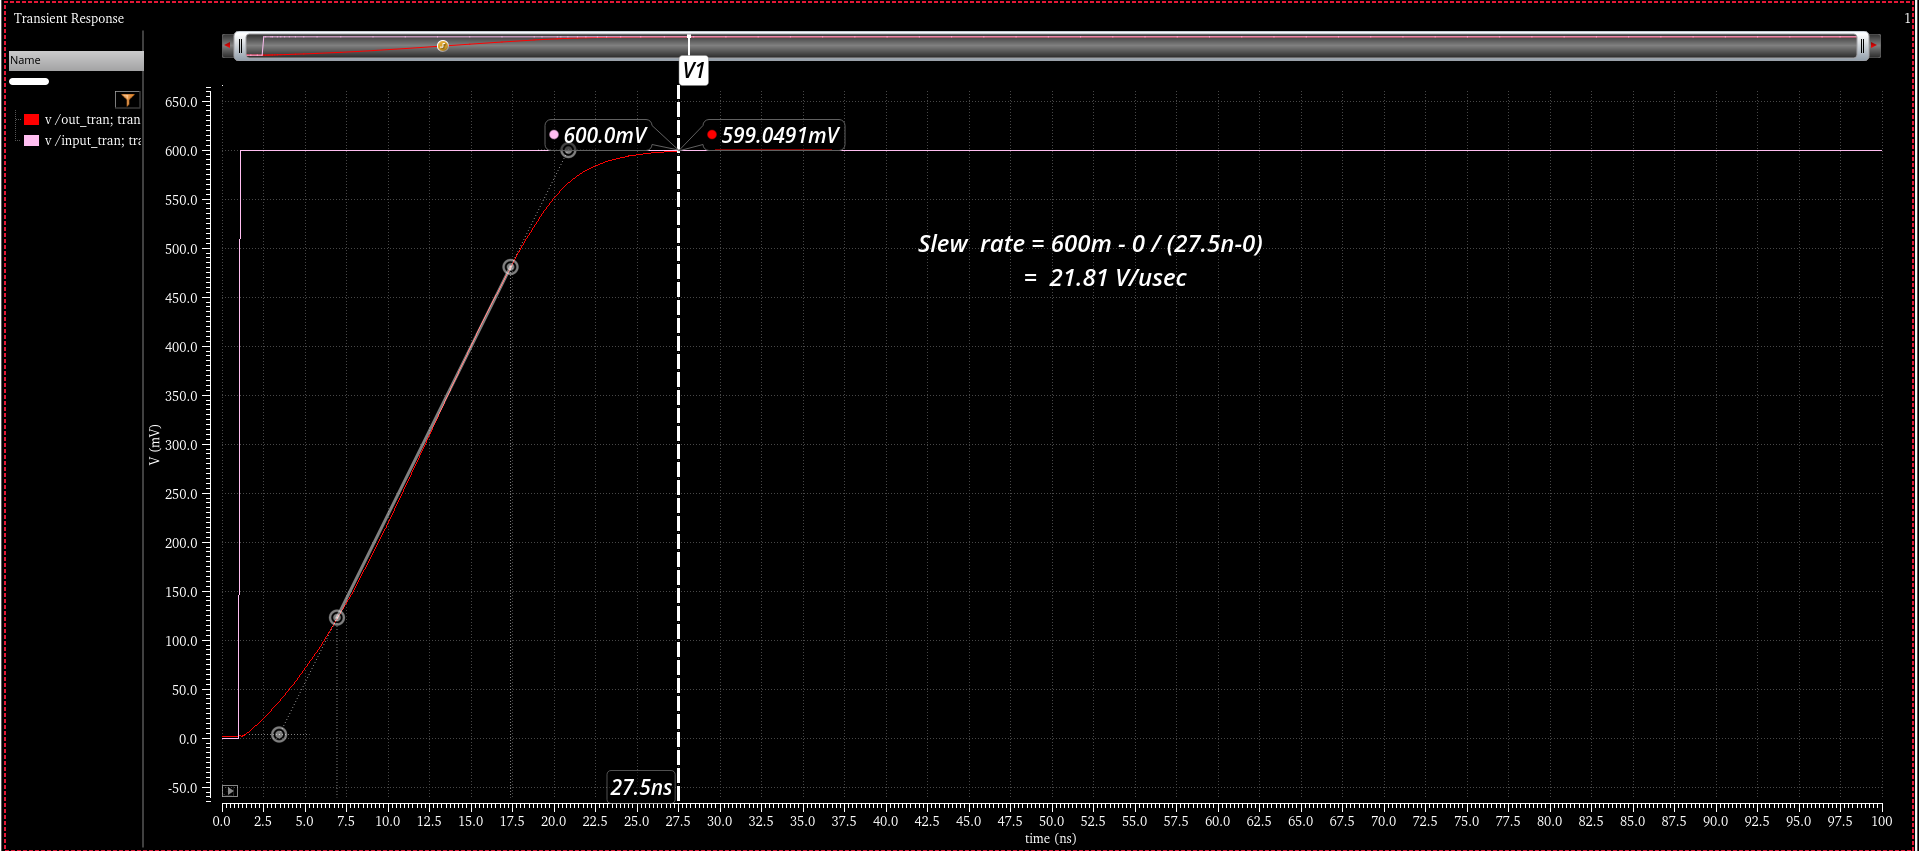 Transient Response
1
Name
v /out_tran; tran
v /input_tran; tra
V1
600.0mV
599.0491mV
Slew rate = 600m - 0 / (27.5n-0)
= 21.81 V/usec
27.5ns
V (mV)
650.0
600.0
550.0
500.0
450.0
400.0
350.0
300.0
250.0
200.0
150.0
100.0
50.0
0.0
-50.0
0.0 2.5 5.0 7.5 10.0 12.5 15.0 17.5 20.0 22.5 25.0 27.5 30.0 32.5 35.0 37.5 40.0 42.5 45.0 47.5 50.0 52.5 55.0 57.5 60.0 62.5 65.0 67.5 70.0 72.5 75.0 77.5 80.0 82.5 85.0 87.5 90.0 92.5 95.0 97.5 100
time (ns)